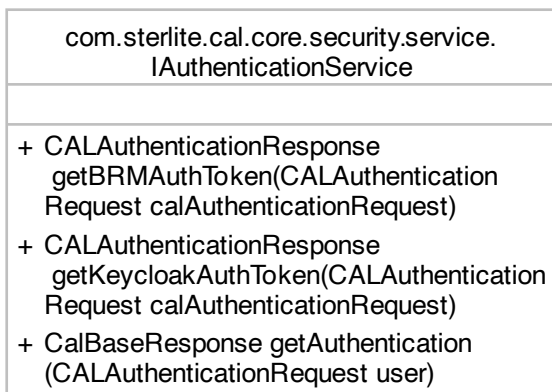 com.sterlite.cal.core.security.service.
IAuthenticationService
+ CALAuthenticationResponse
getBRMAuthToken(CALAuthentication
Request calAuthenticationRequest)
+ CALAuthenticationResponse
getKeycloakAuthToken(CALAuthentication
Request calAuthenticationRequest)
+ CalBaseResponse getAuthentication
(CALAuthenticationRequest user)